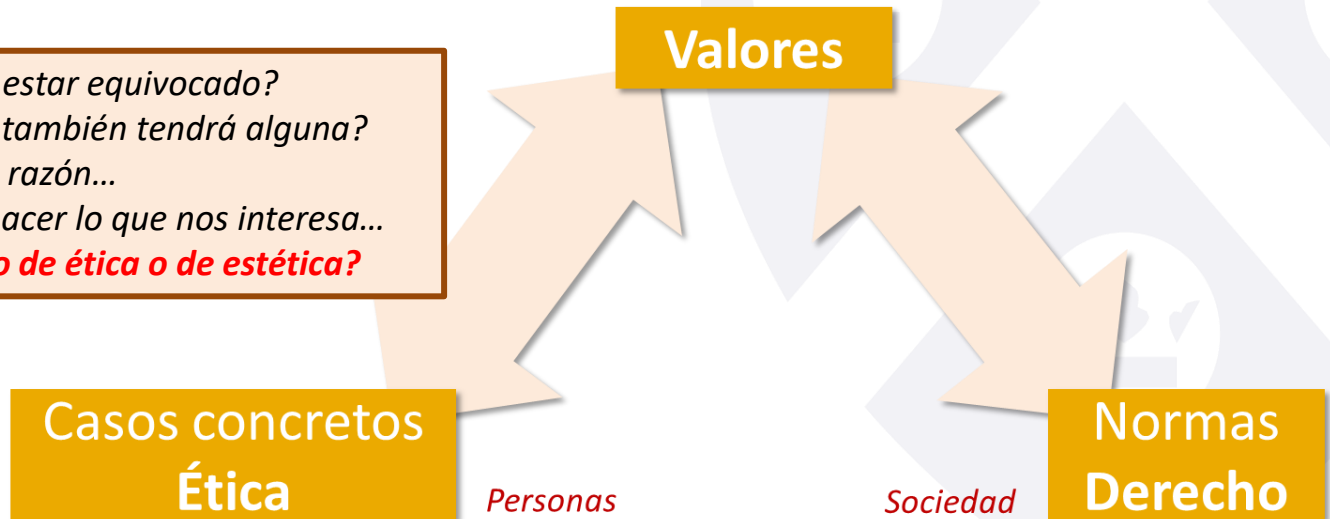 Valores
estar equivocado?
también tendrá alguna?
razón…
acer lo que nos interesa…
o de ética o de estética?
Casos concretos
Ética
Personas
Sociedad
Normas
Derecho